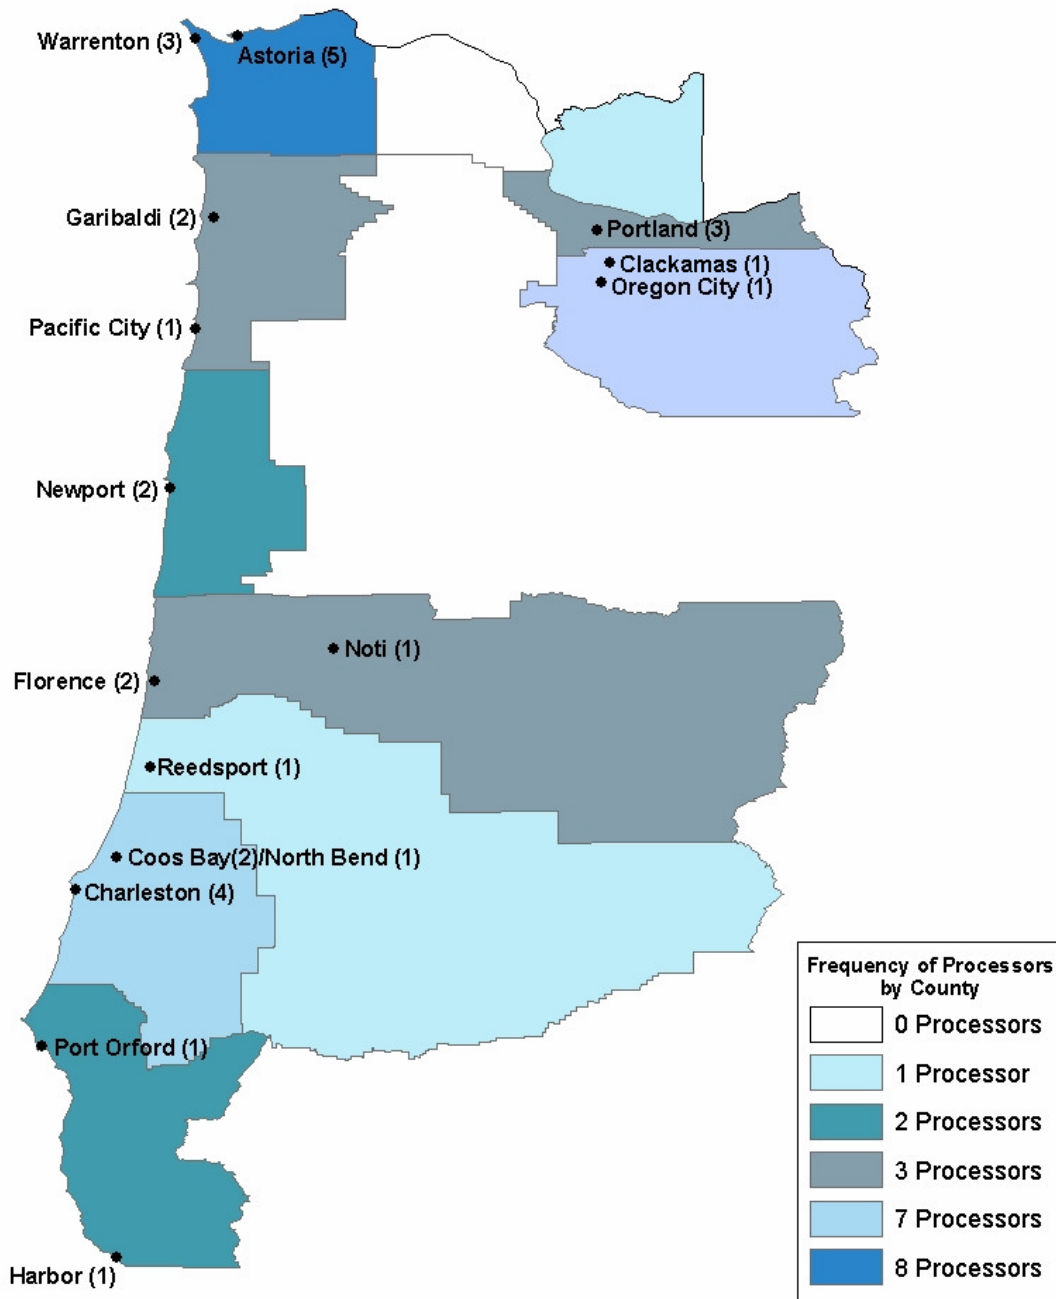 Warrenton (3)
Astoria (5)
Garibaldi (2)
Portland (3)
Clackamas (1)
Oregon City (1)
Pacific City (1)
Newport (2)
Noti (1)
Florence (2)
Reedsport (1)
Coos Bay(2)/North Bend (1)
Charleston (4)
Port Orford (1)
Harbor (1)
Frequency of Processors
by County
0 Processors
1 Processor
2 Processors
3 Processors
7 Processors
8 Processors